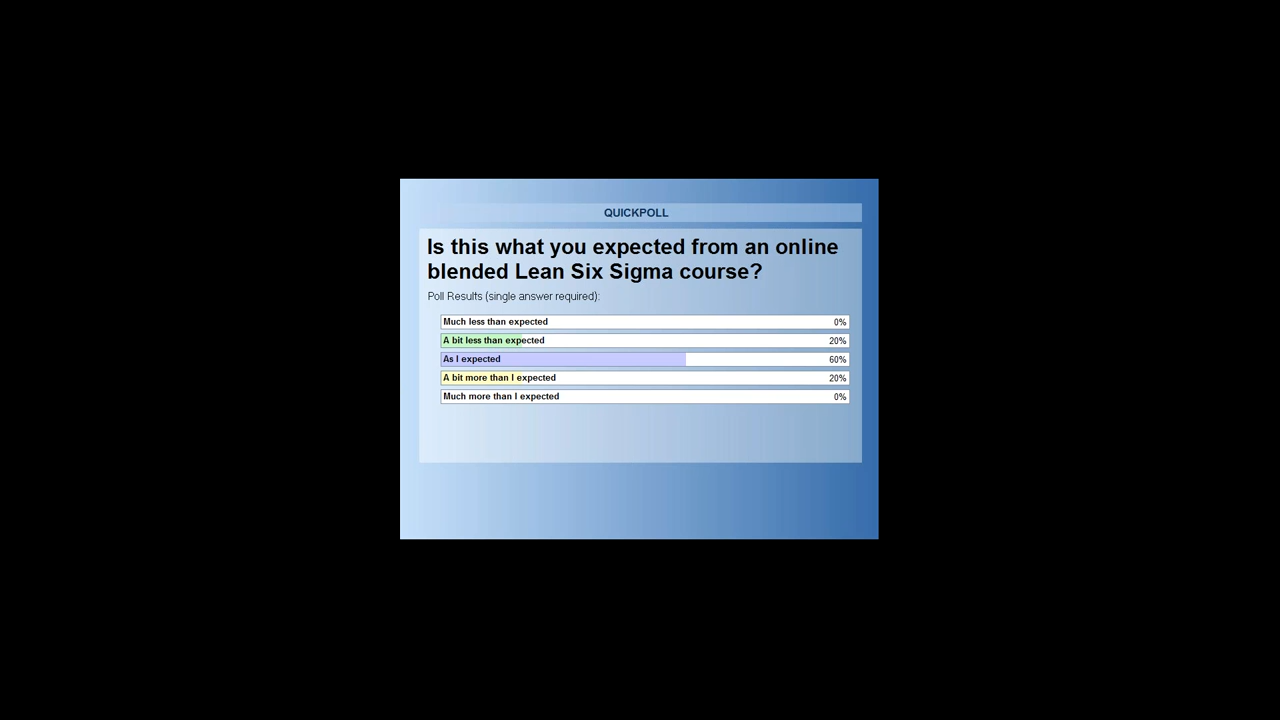 QUICKPOLL
Is this what you expected from an online
blended Lean Six Sigma course?
Poll Results (single answer required):
Much less than expected 0%
A bit less than expected 20%
As I expected 60%
A bit more than I expected 20%
Much more than I expected 0%